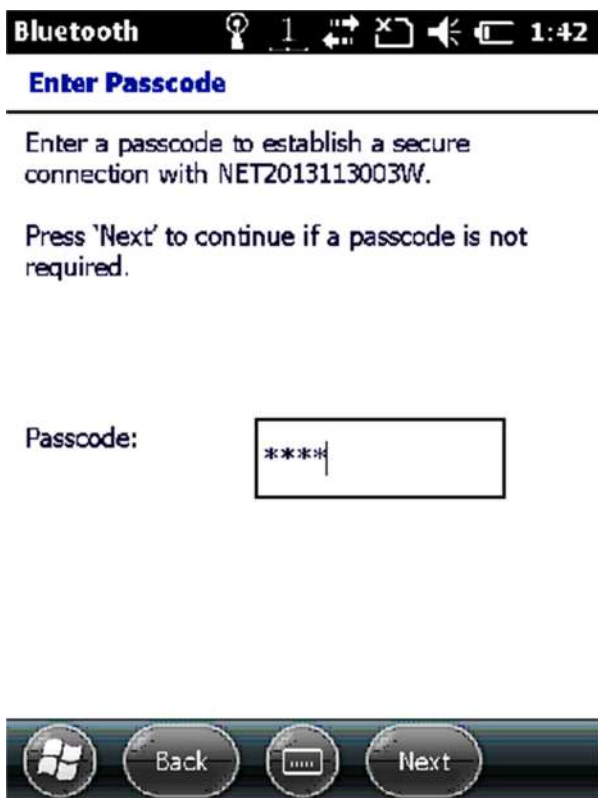 Bluetooth 1 1:42
Enter Passcode
Enter a passcode to establish a secure
connection with NET2013113003W.
Press 'Next' to continue if a passcode is not
required.
Passcode: ****
Back Next